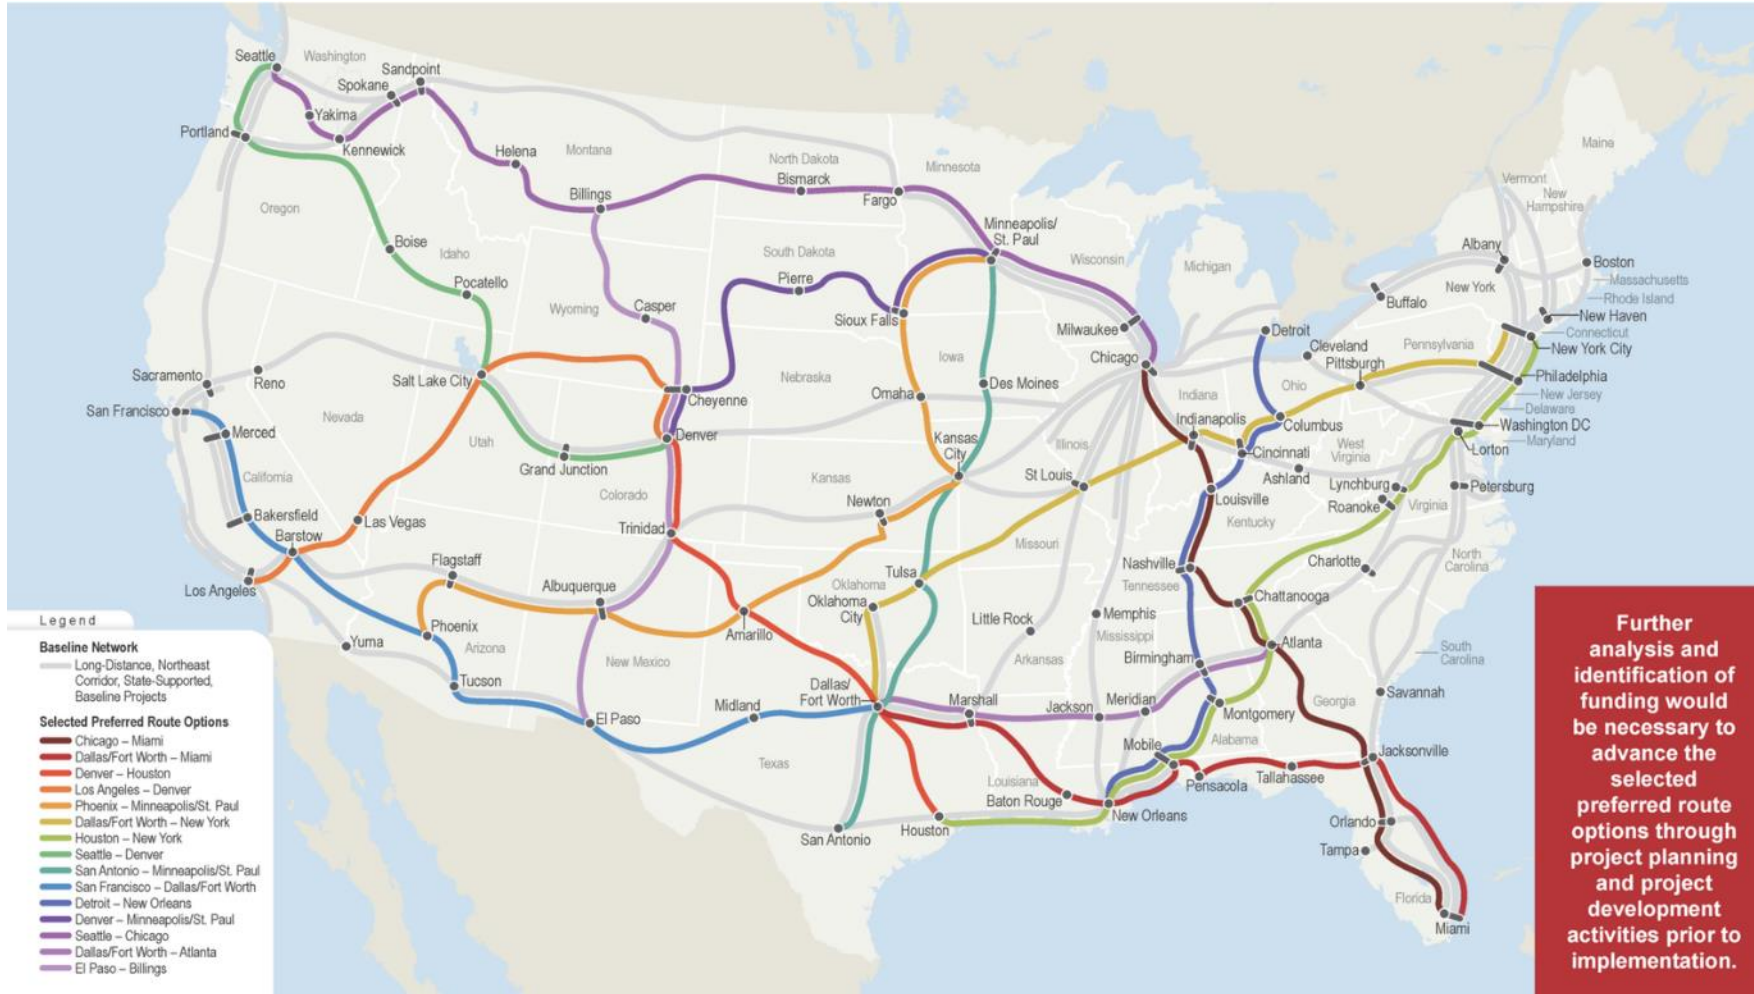 Seattle
Washington
Sandpoint
Spokane
Yakima
Portland
Kennewick
Helena
Montana
Billings
North Dakota
Bismarck
Fargo
Minnesota
Minneapolis/
St. Paul
Maine
Vermont
New
Hampshire
Oregon
Boise
Idaho
Pocatello
South Dakota
Pierre
Wisconsin
Michigan
Albany
New York
Boston
Massachusetts
Rhode Island
New Haven
Connecticut
New York City
Buffalo
Wyoming
Casper
Sioux Falls
Milwaukee
Chicago
Detroit
Cleveland
Pittsburgh
Pennsylvania
Philadelphia
New Jersey
Delaware
Washington DC
Maryland
Lorton
Sacramento
Reno
Salt Lake City
San Francisco
Nevada
Merced
Utah
Cheyenne
Nebraska
Iowa
Omaha
Des Moines
Denver
Grand Junction
Indiana
Ohio
Indianapolis
Columbus
Cincinnati
West
Virginia
Illinois
Kansas
City
St Louis
Ashland
Lynchburg
Roanoke
Virginia
Petersburg
California
Bakersfield
Barstow
Las Vegas
Colorado
Kansas
Newton
Trinidad
Missouri
Louisville
Kentucky
Nashville
Tennessee
Charlotte
North
Carolina
Los Angeles
Flagstaff
Albuquerque
Oklahoma
Tulsa
Oklahoma
City
Chattanooga
Little Rock
Memphis
Mississippi
Amarillo
Phoenix
Yuma
Arizona
New Mexico
Arkansas
Birmingham
Atlanta
South
Carolina
Tucson
Dallas/
Fort Worth
Midland
Marshall
Jackson
Meridian
Montgomery
Georgia
Savannah
El Paso
Texas
Louisiana
Mobile
Alabama
Jacksonville
Baton Rouge
Pensacola
Tallahassee
New Orleans
Houston
San Antonio
Orlando
Tampa
Florida
Miami
Legend
Baseline Network
Long-Distance, Northeast
Corridor, State-Supported,
Baseline Projects
Selected Preferred Route Options
Chicago – Miami
Dallas/Fort Worth – Miami
Denver – Houston
Los Angeles – Denver
Phoenix – Minneapolis/St. Paul
Dallas/Fort Worth – New York
Houston – New York
Seattle – Denver
San Antonio – Minneapolis/St. Paul
San Francisco – Dallas/Fort Worth
Detroit – New Orleans
Denver – Minneapolis/St. Paul
Seattle – Chicago
Dallas/Fort Worth – Atlanta
El Paso – Billings
Further
analysis and
identification of
funding would
be necessary to
advance the
selected
preferred route
options through
project planning
and project
development
activities prior to
implementation.